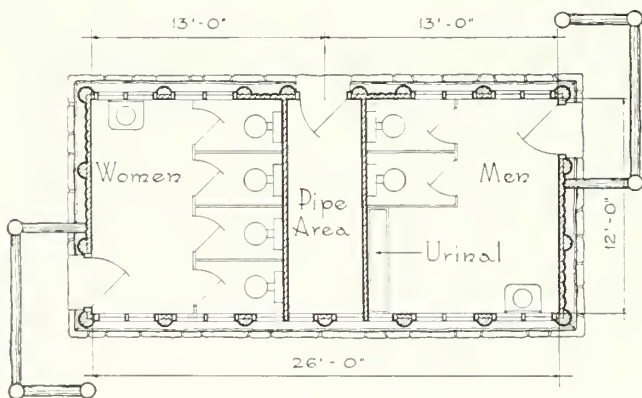 13'-0" 13'-0"
Women
Pipe
Area
Men
Urinal
12'-0"
26'-0"